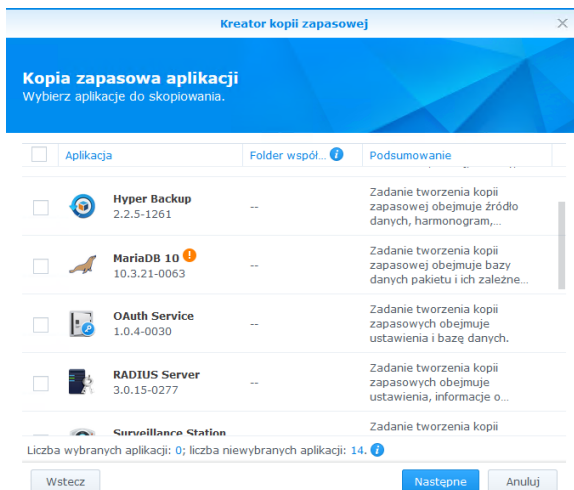 Kreator kopii zapasowej
Kopia zapasowa aplikacji
Wybierz aplikacje do skopiowania.
Aplikacja Folder współ... Podsumowanie
Hyper Backup
2.2.5-1261
--
Zadanie tworzenia kopii
zapasowej obejmuje źródło
danych, harmonogram,...
MariaDB 10
10.3.21-0063
--
Zadanie tworzenia kopii
zapasowej obejmuje bazy
danych pakietu i ich zależne...
OAuth Service
1.0.4-0030
--
Zadanie tworzenia kopii
zapasowych obejmuje
ustawienia i bazę danych.
RADIUS Server
3.0.15-0277
--
Zadanie tworzenia kopii
zapasowych obejmuje
ustawienia, informacje o...
Surveillance Station
Zadanie tworzenia kopii
Liczba wybranych aplikacji: 0; liczba niewybranych aplikacji: 14.
Wstecz Następne Anuluj